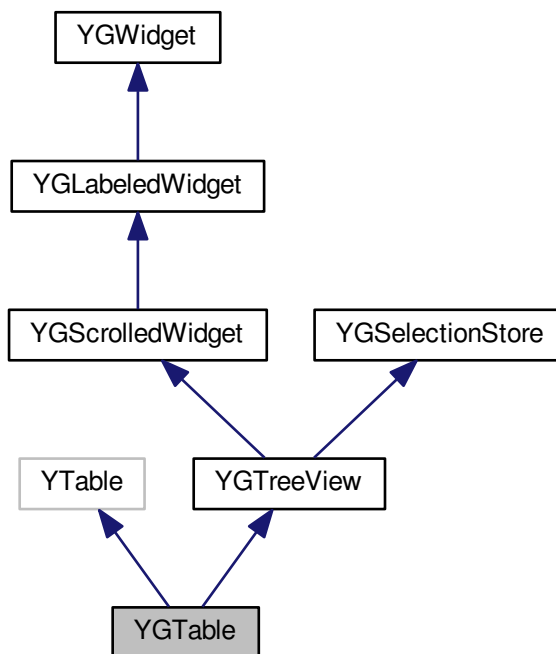 YGWidget
YGLabeledWidget
YGScrolledWidget
YGSelectionStore
YTable
YGTreeView
YGTable